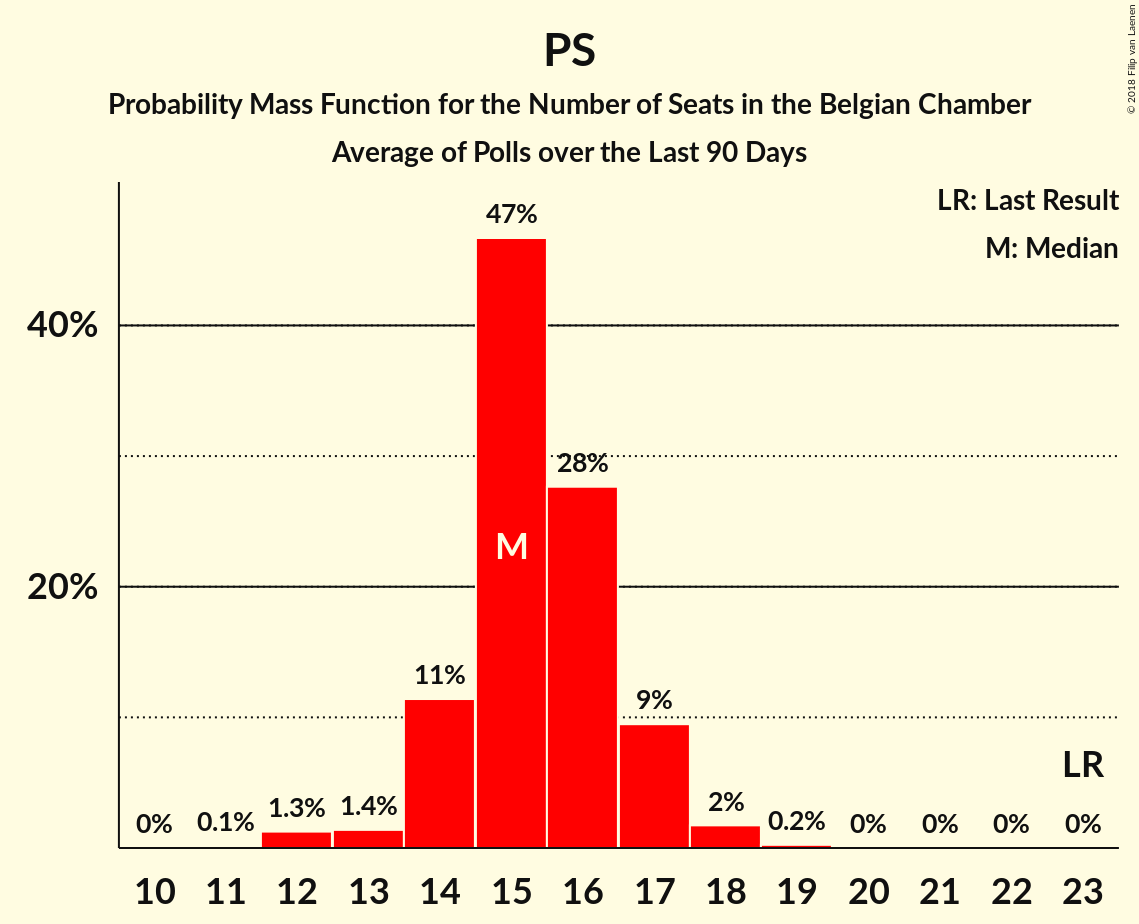 PS
Probability Mass Function for the Number of Seats in the Belgian Chamber
Average of Polls over the Last 90 Days
© 2018 Filip van Laenen
LR: Last Result
M: Median
47%
40%
28%
M
20%
11%
9%
LR
0% 0.1% 1.3% 1.4% 2% 0.2% 0% 0% 0% 0%
10 11 12 13 14 15 16 17 18 19 20 21 22 23